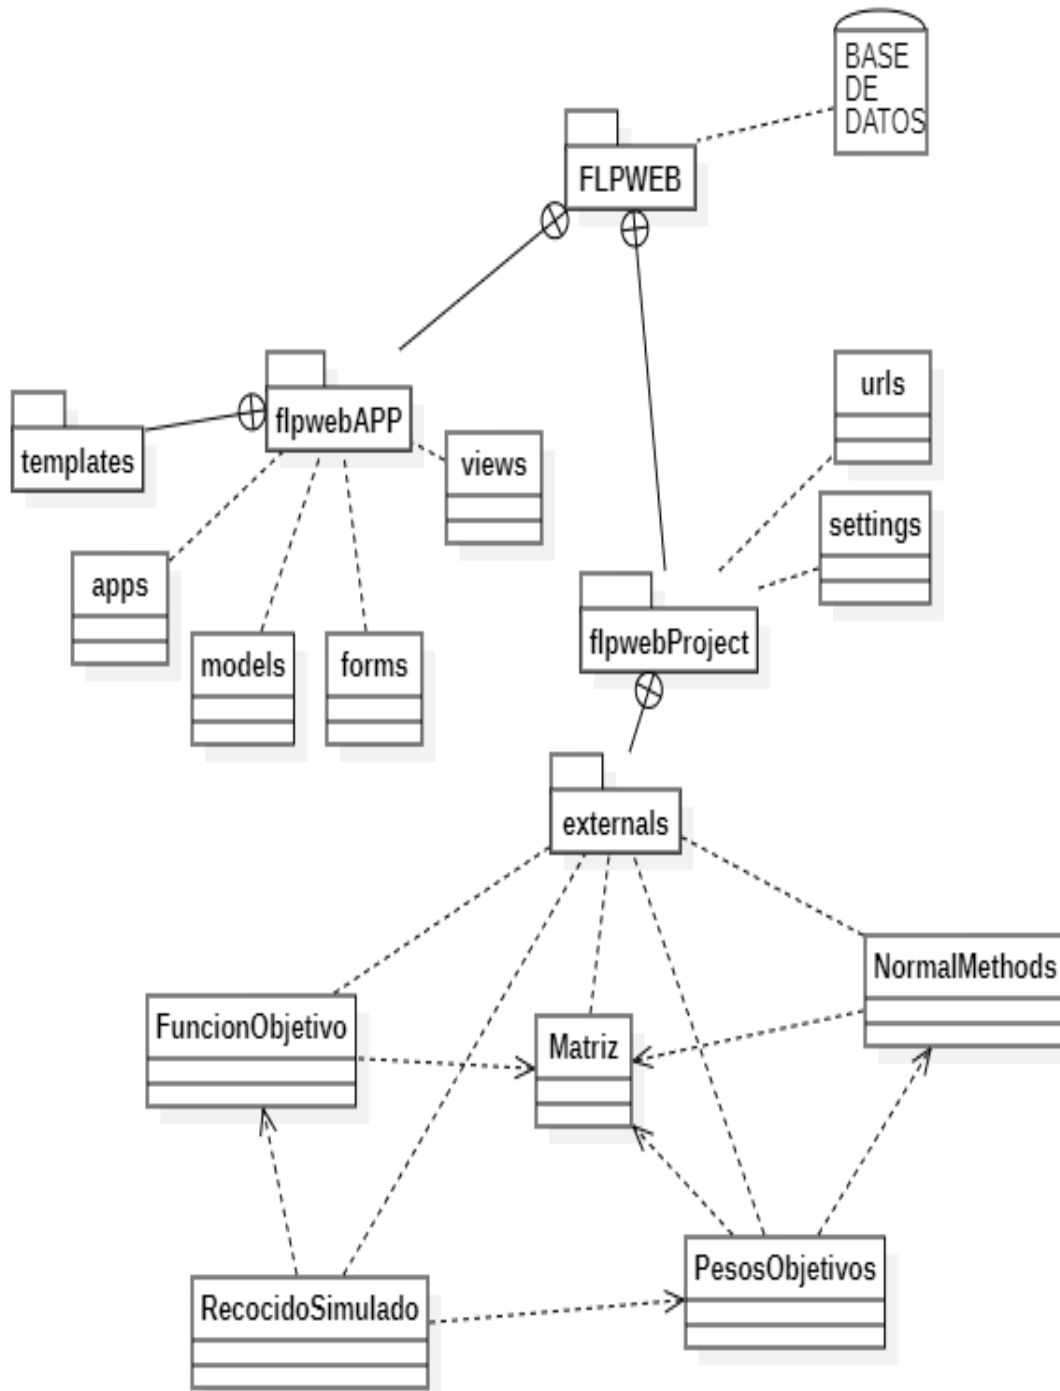 BASE
DE
DATOS
FLPWEB
flpwebAPP
urls
templates
views
settings
apps
models
forms
flpwebProject
externals
NormalMethods
FuncionObjetivo
Matriz
PesosObjetivos
RecocidoSimulado